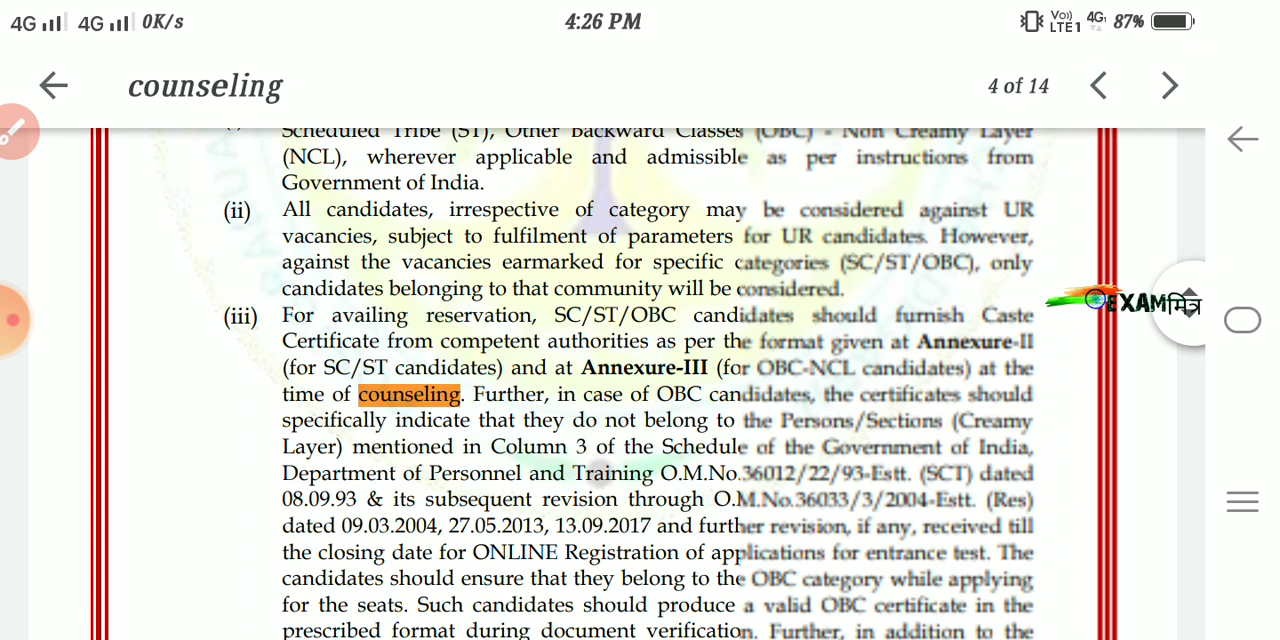 4G 4G 0K/s 4:26 PM Vo) LTE1 4G 87%
counseling 4 of 14
Scheduled Tribe (ST), Other Backward Classes (OBC) - Non Creamy Layer
(NCL), wherever applicable and admissible as per instructions from
Government of India.
(ii) All candidates, irrespective of category may be considered against UR
vacancies, subject to fulfilment of parameters for UR candidates. However,
against the vacancies earmarked for specific categories (SC/ST/OBC), only
candidates belonging to that community will be considered.
EXAMमित्र
(iii) For availing reservation, SC/ST/OBC candidates should furnish Caste
Certificate from competent authorities as per the format given at Annexure-II
(for SC/ST candidates) and at Annexure-III (for OBC-NCL candidates) at the
time of counseling. Further, in case of OBC candidates, the certificates should
specifically indicate that they do not belong to the Persons/Sections (Creamy
Layer) mentioned in Column 3 of the Schedule of the Government of India,
Department of Personnel and Training O.M.No.36012/22/93-Estt. (SCT) dated
08.09.93 & its subsequent revision through O.M.No.36033/3/2004-Estt. (Res)
dated 09.03.2004, 27.05.2013, 13.09.2017 and further revision, if any, received till
the closing date for ONLINE Registration of applications for entrance test. The
candidates should ensure that they belong to the OBC category while applying
for the seats. Such candidates should produce a valid OBC certificate in the
prescribed format during document verification. Further, in addition to the